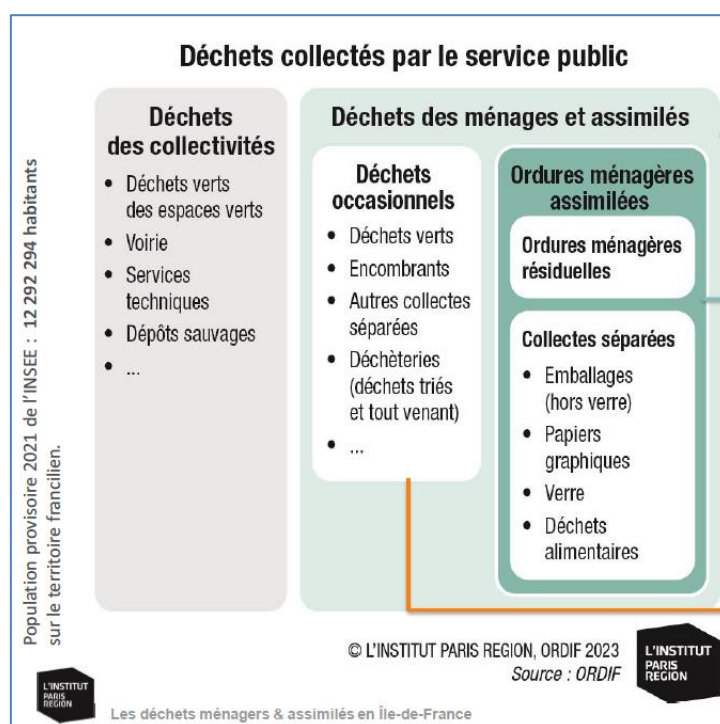 Déchets collectés par le service public
Déchets
des collectivités
• Déchets verts
des espaces verts
• Voirie
• Services
techniques
• Dépôts sauvages
• ...
Déchets des ménages et assimilés
Déchets
occasionnels
• Déchets verts
• Encombrants
• Autres collectes
séparées
• Déchèteries
(déchets triés
et tout venant)
• ...
Ordures ménagères
assimilées
Ordures ménagères
résiduelles
Collectes séparées
• Emballages
(hors verre)
• Papiers
graphiques
• Verre
• Déchets
alimentaires
Population provisoire 2021 de l’INSEE : 12 292 294 habitants
sur le territoire francilien.
© L’INSTITUT PARIS REGION, ORDIF 2023
Source : ORDIF
L’INSTITUT
PARIS
REGION
L’INSTITUT
PARIS
REGION
Les déchets ménagers & assimilés en Île-de-France